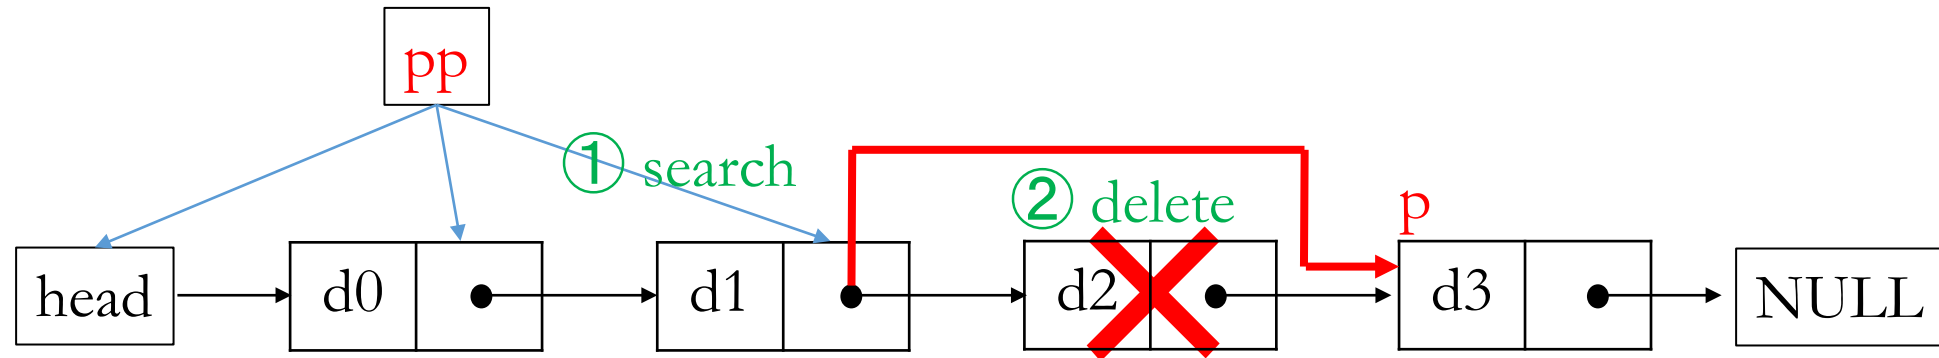 pp
① search
② delete
p
head
d0
d1
d2
d3
NULL